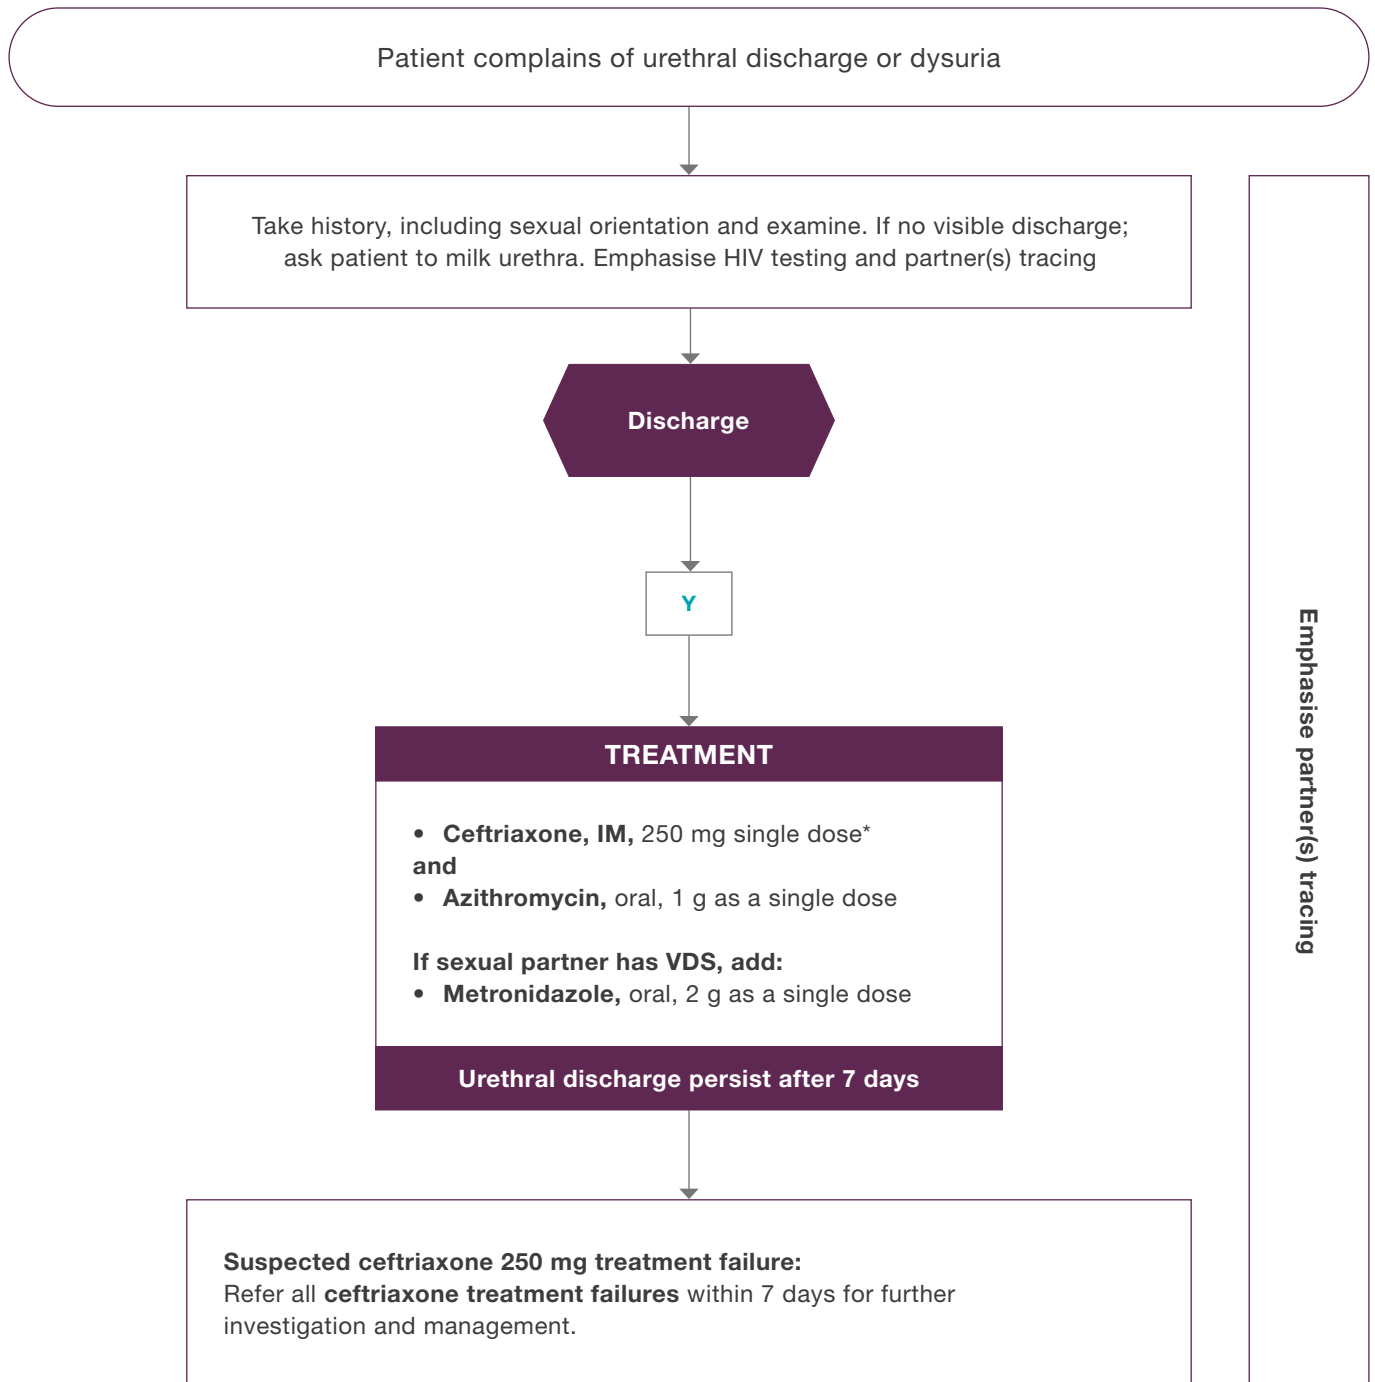 Patient complains of urethral discharge or dysuria
Take history, including sexual orientation and examine. If no visible discharge;
ask patient to milk urethra. Emphasise HIV testing and partner(s) tracing
Discharge
Y
TREATMENT
• Ceftriaxone, IM, 250 mg single dose*
and
• Azithromycin, oral, 1 g as a single dose
If sexual partner has VDS, add:
• Metronidazole, oral, 2 g as a single dose
Urethral discharge persist after 7 days
Suspected ceftriaxone 250 mg treatment failure:
Refer all ceftriaxone treatment failures within 7 days for further
investigation and management.
Emphasise partner(s) tracing